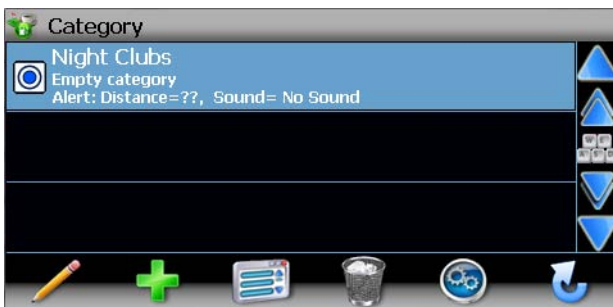 Category
Night Clubs
Empty category
Alert: Distance=??, Sound= No Sound